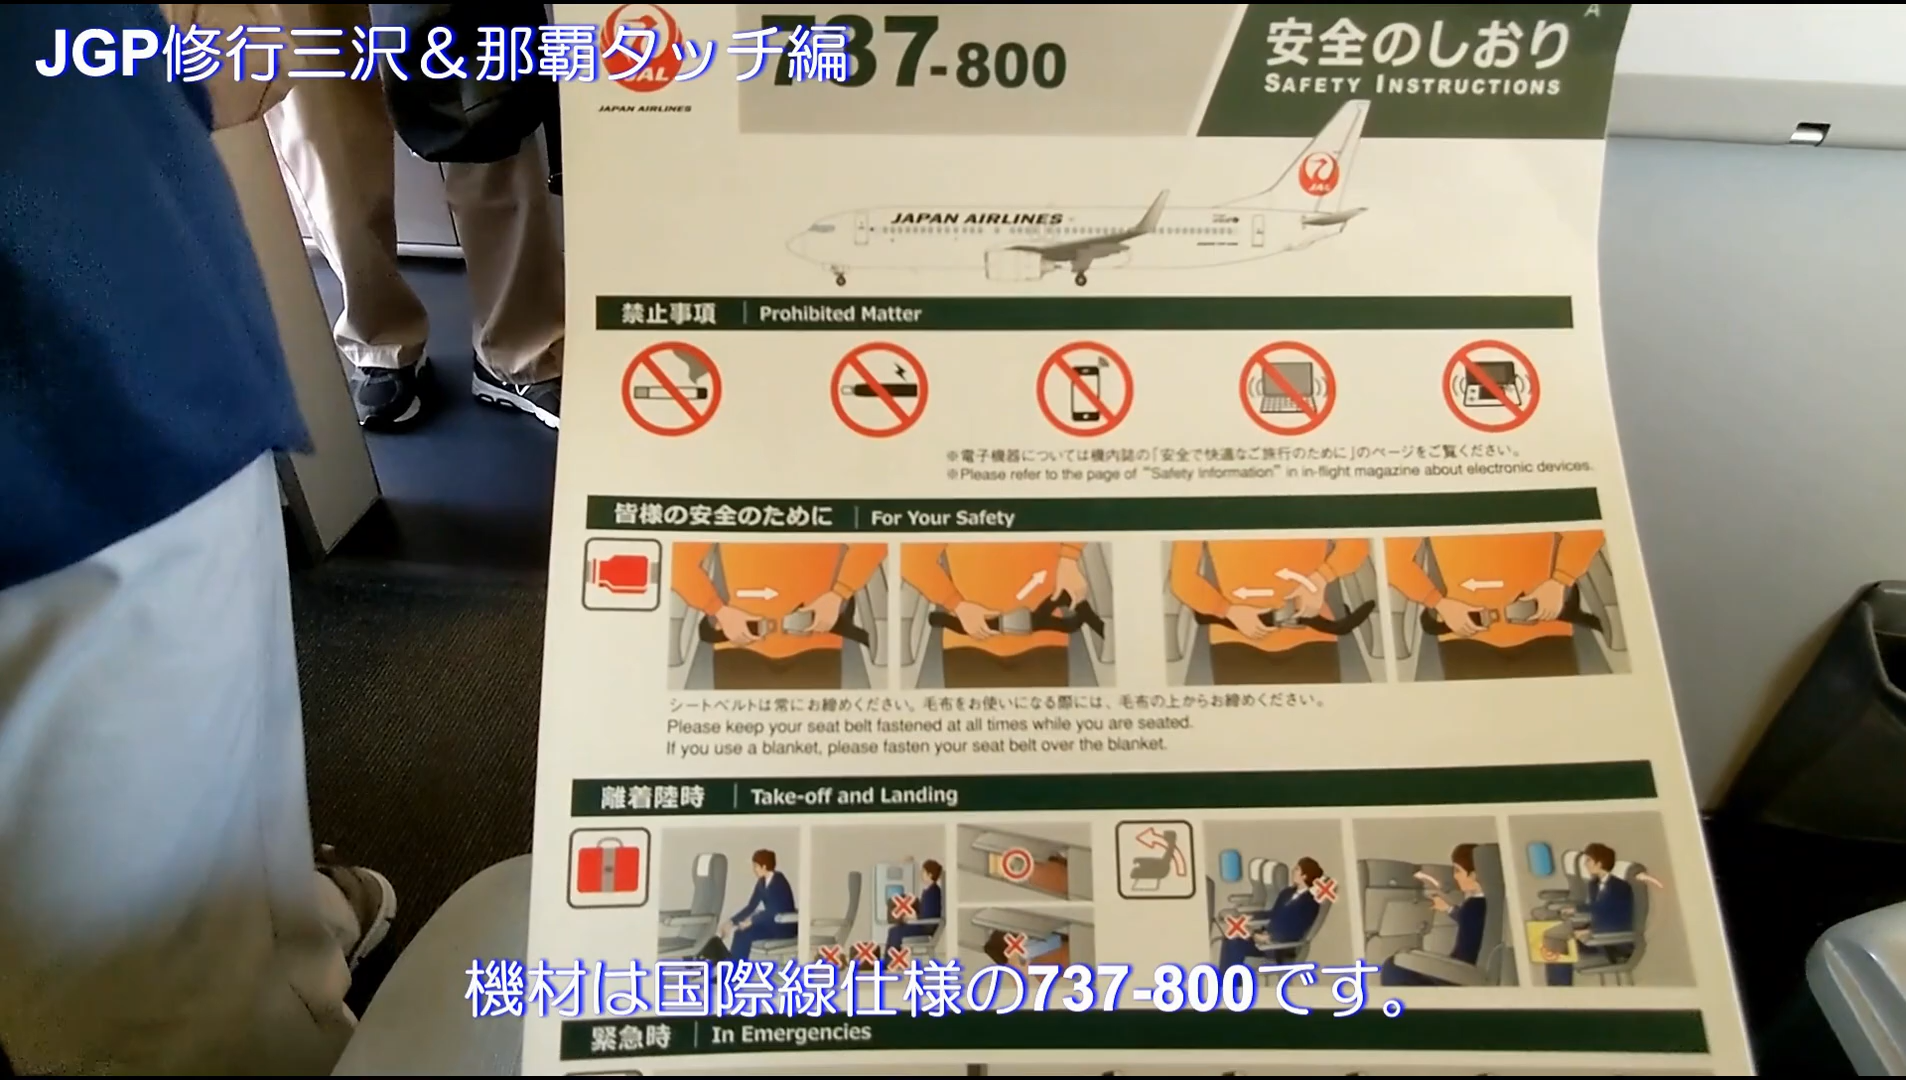 JGP修行三沢＆那覇タッチ編
JAL
JAPAN AIRLINES
737-800
安全のしおり
SAFETY INSTRUCTIONS
A
JAL
JAPAN AIRLINES
禁止事項 | Prohibited Matter
※電子機器については機内誌の「安全で快適なご旅行のために」のページをご覧ください。
※Please refer to the page of "Safety Information" in in-flight magazine about electronic devices.
皆様の安全のために | For Your Safety
シートベルトは常にお締めください。毛布をお使いになる際には、毛布の上からお締めください。
Please keep your seat belt fastened at all times while you are seated.
If you use a blanket, please fasten your seat belt over the blanket.
離着陸時 | Take-off and Landing
機材は国際線仕様の737-800です。
緊急時 | In Emergencies